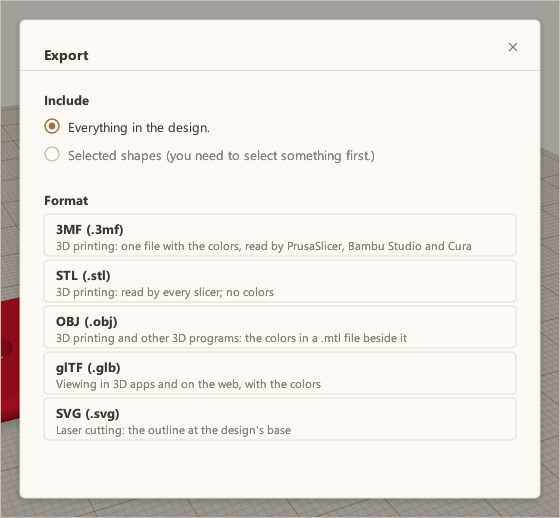 Export
Include
Everything in the design.
Selected shapes (you need to select something first.)
Format
3MF (.3mf)
3D printing: one file with the colors, read by PrusaSlicer, Bambu Studio and Cura
STL (.stl)
3D printing: read by every slicer; no colors
OBJ (.obj)
3D printing and other 3D programs: the colors in a .mtl file beside it
glTF (.glb)
Viewing in 3D apps and on the web, with the colors
SVG (.svg)
Laser cutting: the outline at the design's base